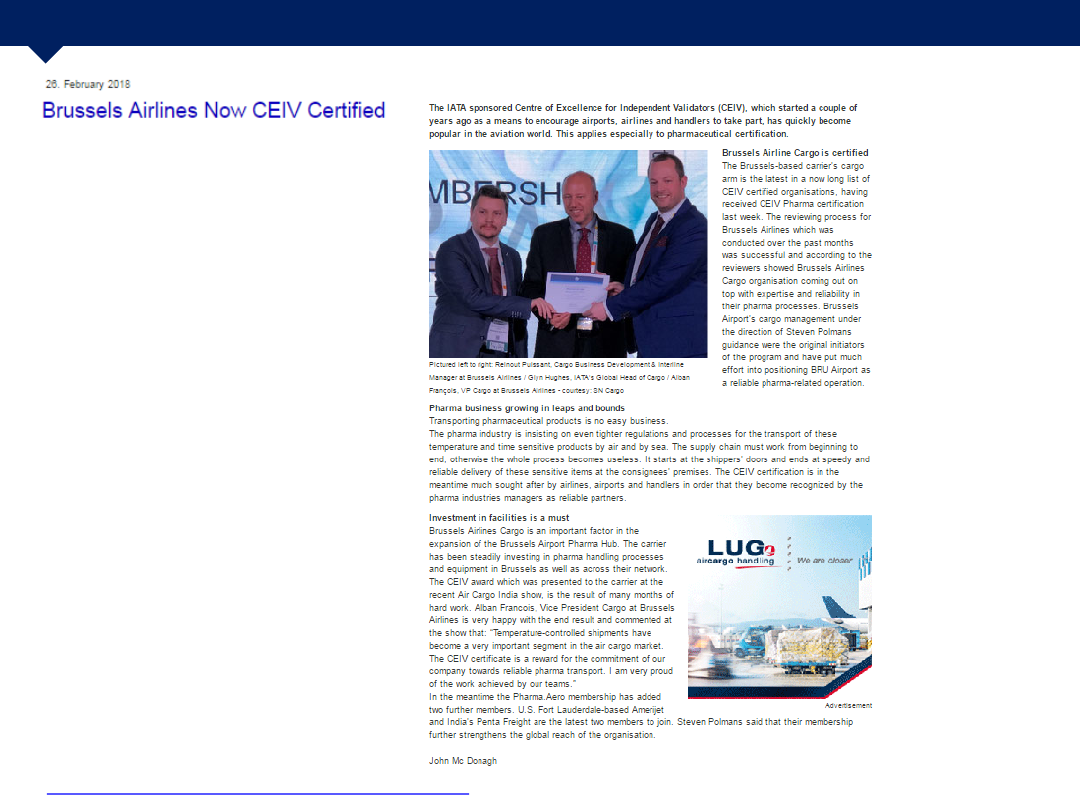 26. February 2018
Brussels Airlines Now CEIV Certified
The IATA sponsored Centre of Excellence for Independent Validators (CEIV), which started a couple of
years ago as a means to encourage airports, airlines and handlers to take part, has quickly become
popular in the aviation world. This applies especially to pharmaceutical certification.
MBERSH
Pictured left to right: Reinout Puissant, Cargo Business Development & Interline
Manager at Brussels Airlines / Glyn Hughes, IATA's Global Head of Cargo / Alban
François, VP Cargo at Brussels Airlines - courtesy: SN Cargo
Brussels Airline Cargo is certified
The Brussels-based carrier's cargo
arm is the latest in a now long list of
CEIV certified organisations, having
received CEIV Pharma certification
last week. The reviewing process for
Brussels Airlines which was
conducted over the past months
was successful and according to the
reviewers showed Brussels Airlines
Cargo organisation coming out on
top with expertise and reliability in
their pharma processes. Brussels
Airport's cargo management under
the direction of Steven Polmans
guidance were the original initiators
of the program and have put much
effort into positioning BRU Airport as
a reliable pharma-related operation.
Pharma business growing in leaps and bounds
Transporting pharmaceutical products is no easy business.
The pharma industry is insisting on even tighter regulations and processes for the transport of these
temperature and time sensitive products by air and by sea. The supply chain must work from beginning to
end, otherwise the whole process becomes useless. It starts at the shippers' doors and ends at speedy and
reliable delivery of these sensitive items at the consignees' premises. The CEIV certification is in the
meantime much sought after by airlines, airports and handlers in order that they become recognized by the
pharma industries managers as reliable partners.
Investment in facilities is a must
Brussels Airlines Cargo is an important factor in the
expansion of the Brussels Airport Pharma Hub. The carrier
has been steadily investing in pharma handling processes
and equipment in Brussels as well as across their network.
The CEIV award which was presented to the carrier at the
recent Air Cargo India show, is the result of many months of
hard work. Alban Francois, Vice President Cargo at Brussels
Airlines is very happy with the end result and commented at
the show that: "Temperature-controlled shipments have
become a very important segment in the air cargo market.
The CEIV certificate is a reward for the commitment of our
company towards reliable pharma transport. I am very proud
of the work achieved by our teams."
In the meantime the Pharma.Aero membership has added
two further members. U.S. Fort Lauderdale-based Amerijet
and India's Penta Freight are the latest two members to join. Steven Polmans said that their membership
further strengthens the global reach of the organisation.
LUG
aircargo handling
We are closer
Advertisement
John Mc Donagh